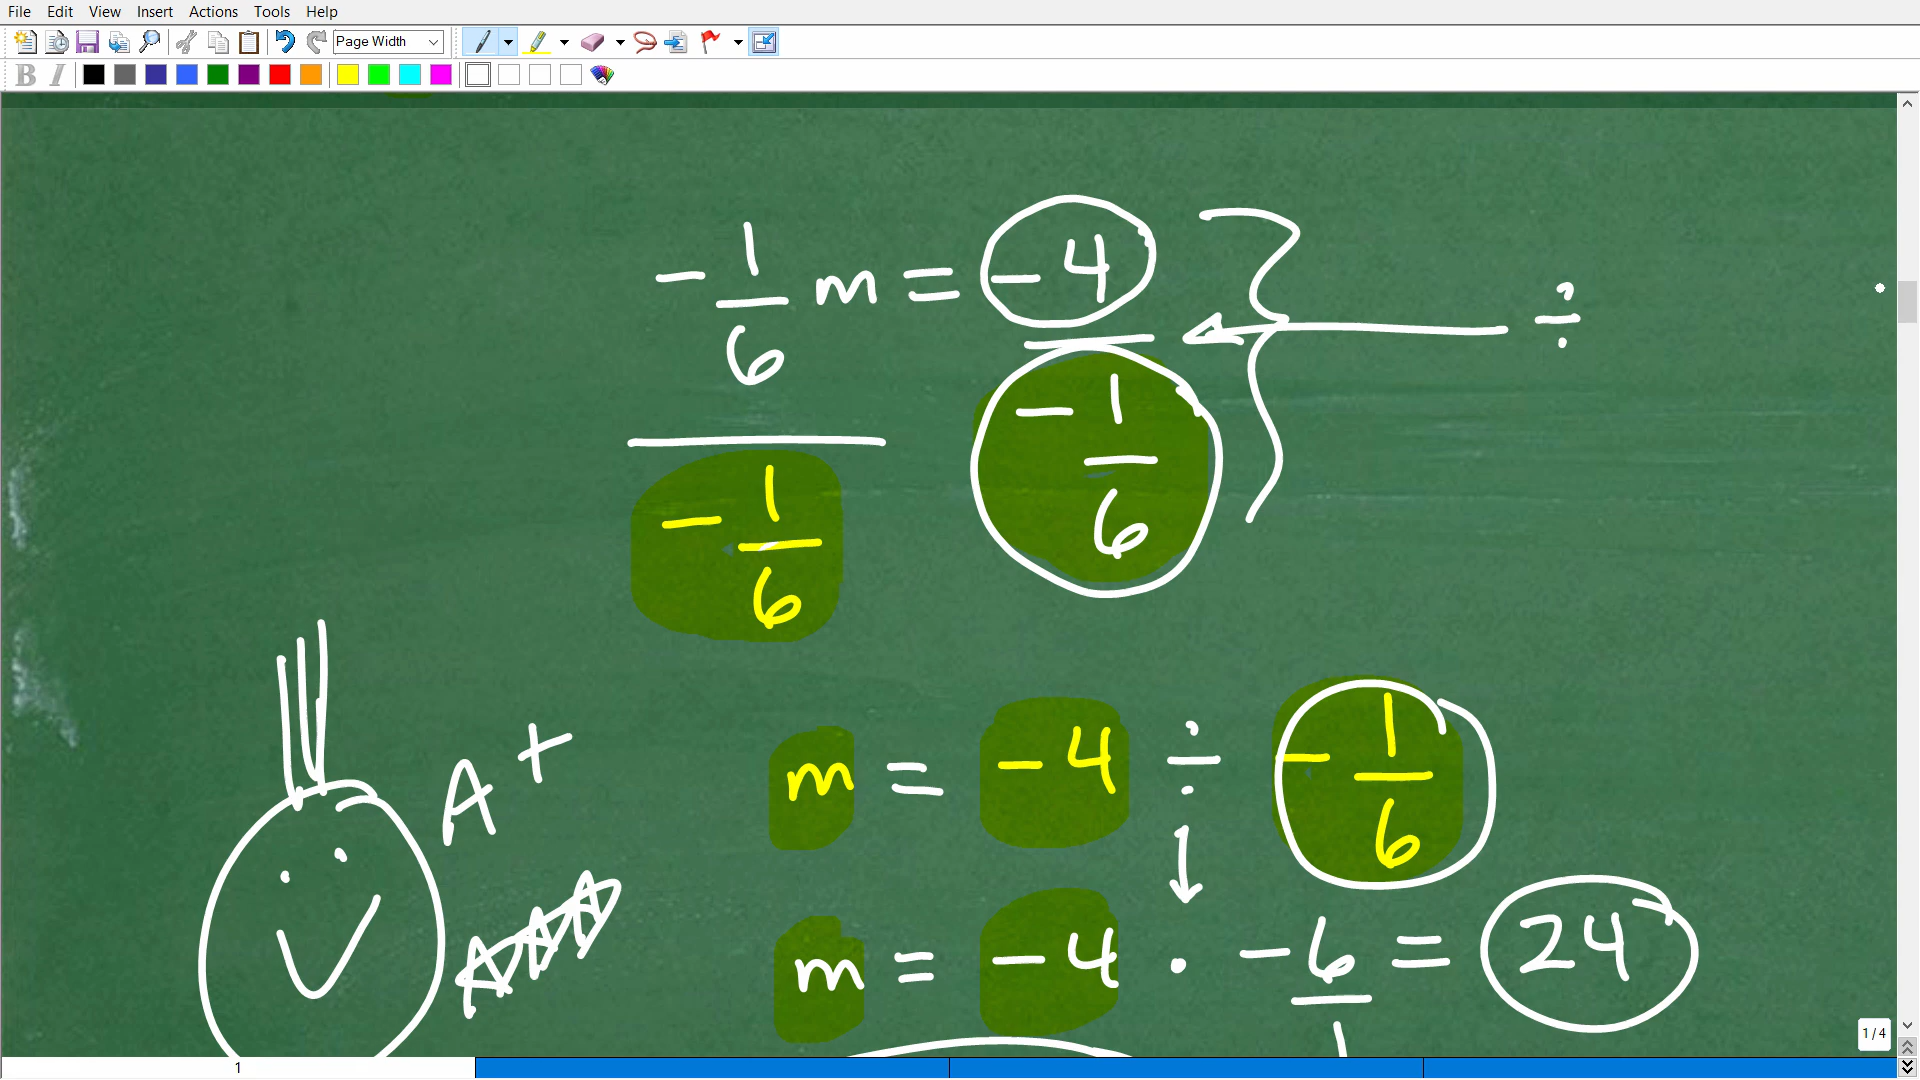 File Edit View Insert Actions Tools Help
Page Width
B I
-1/6 m = -4
-1/6 -1/6 ÷
A+
m = -4 ÷ -1/6
m = -4 · -6/1 = 24
1 / 4
1